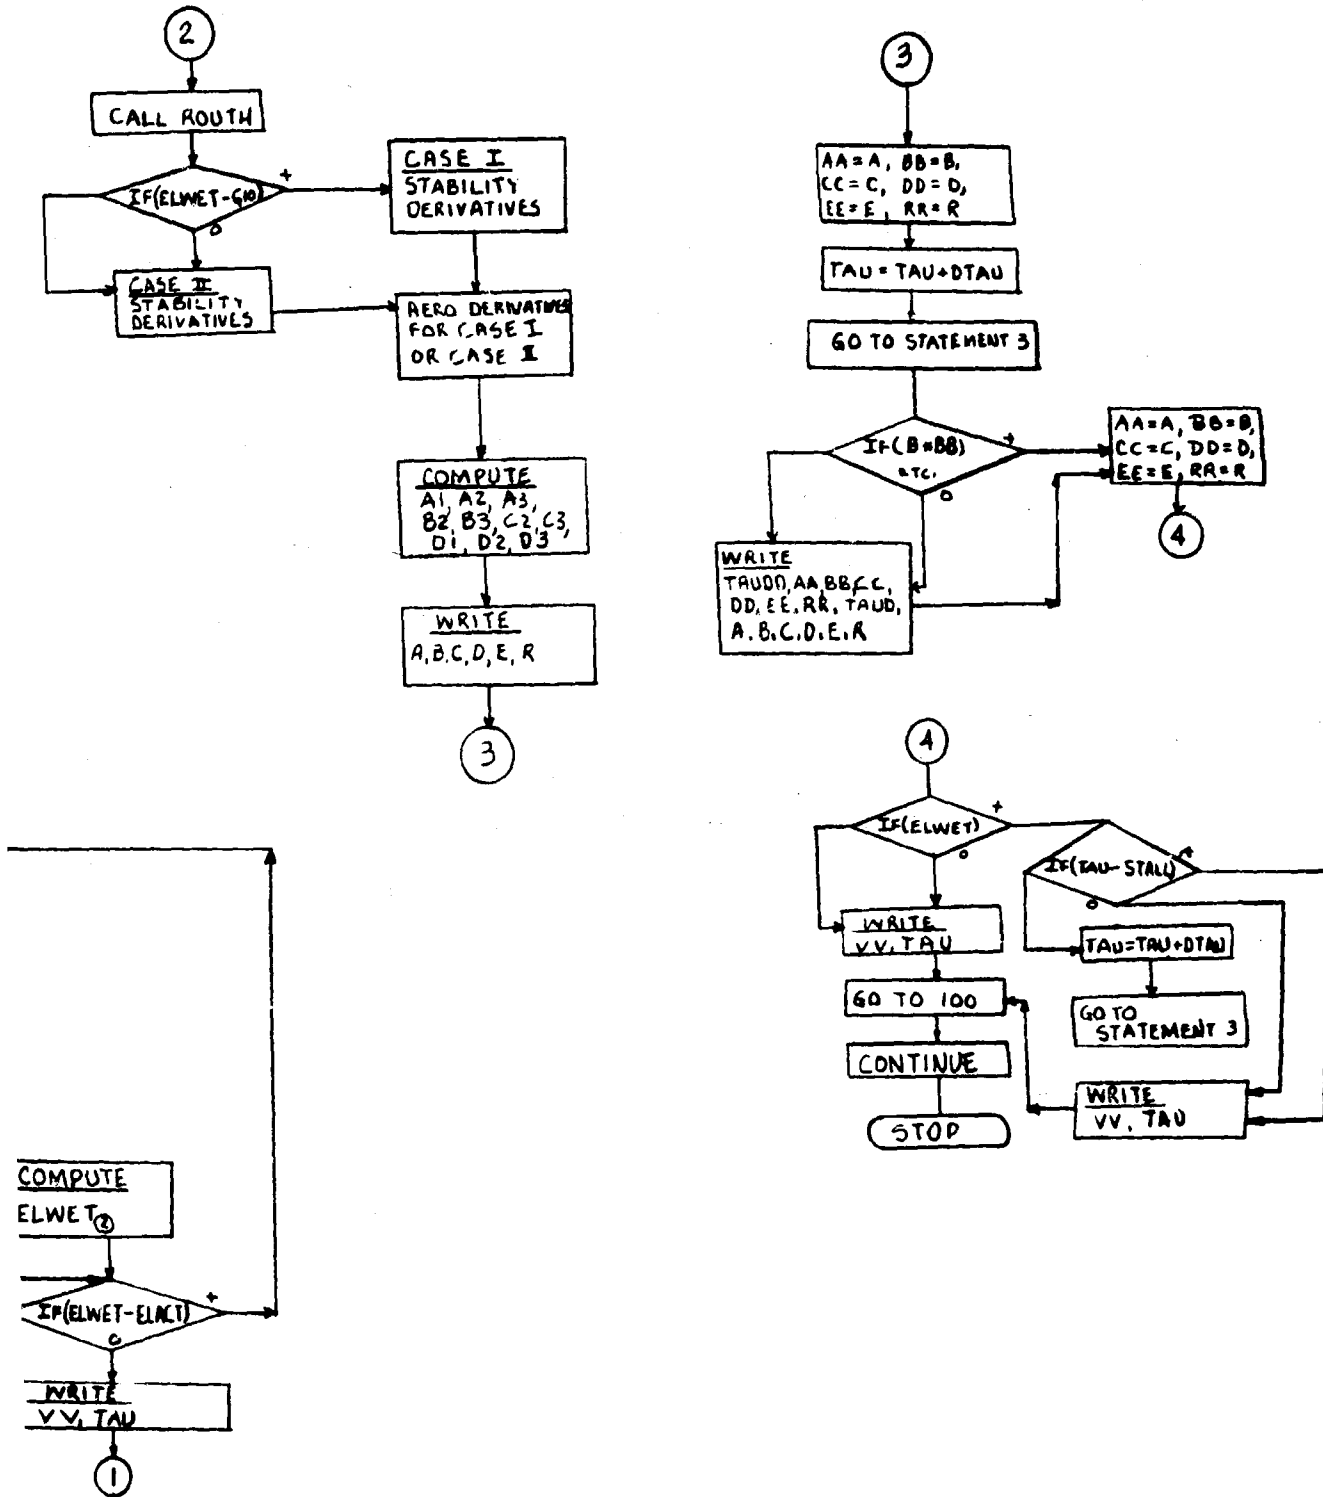 2
CALL ROUTH
IF(ELWET-G10)
+
0
CASE I
STABILITY
DERIVATIVES
CASE II
STABILITY
DERIVATIVES
AERO DERIVATIVES
FOR CASE I
OR CASE II
COMPUTE
A1, A2, A3,
B2, B3, C2, C3,
D1, D2, D3
WRITE
A,B,C,D,E,R
3
3
AA=A, BB=B,
CC=C, DD=D,
EE=E, RR=R
TAU=TAU+DTAU
GO TO STATEMENT 3
IF(B*BB)
ETC.
+
0
AA=A, BB=B,
CC=C, DD=D,
EE=E, RR=R
4
WRITE
TAUDD,AA,BB,CC,
DD,EE,RR,TAUD,
A,B,C,D,E,R
4
IF(ELWET)
+
0
IF(TAU-STALL)
+
0
WRITE
VV,TAU
TAU=TAU+DTAU
GO TO 100
GO TO
STATEMENT 3
CONTINUE
WRITE
VV, TAU
STOP
COMPUTE
ELWET 2
IF(ELWET-ELACT)
+
0
WRITE
VV, TAU
1